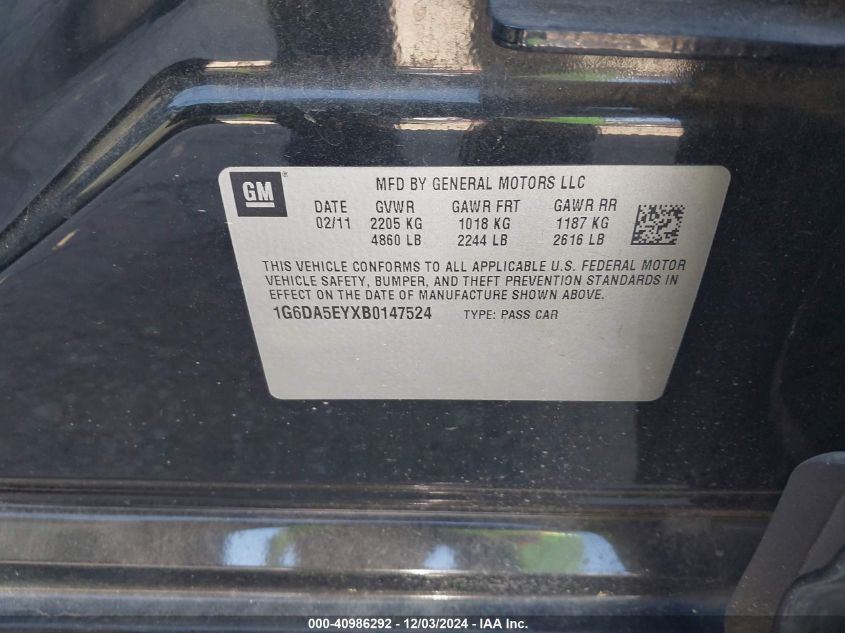 GM
MFD BY GENERAL MOTORS LLC
DATE GVWR GAWR FRT GAWR RR
02/11 2205 KG 1018 KG 1187 KG
4860 LB 2244 LB 2616 LB
THIS VEHICLE CONFORMS TO ALL APPLICABLE U.S. FEDERAL MOTOR
VEHICLE SAFETY, BUMPER, AND THEFT PREVENTION STANDARDS IN
EFFECT ON THE DATE OF MANUFACTURE SHOWN ABOVE.
1G6DA5EYXB0147524 TYPE: PASS CAR
000-40986292 - 12/03/2024 - IAA Inc.